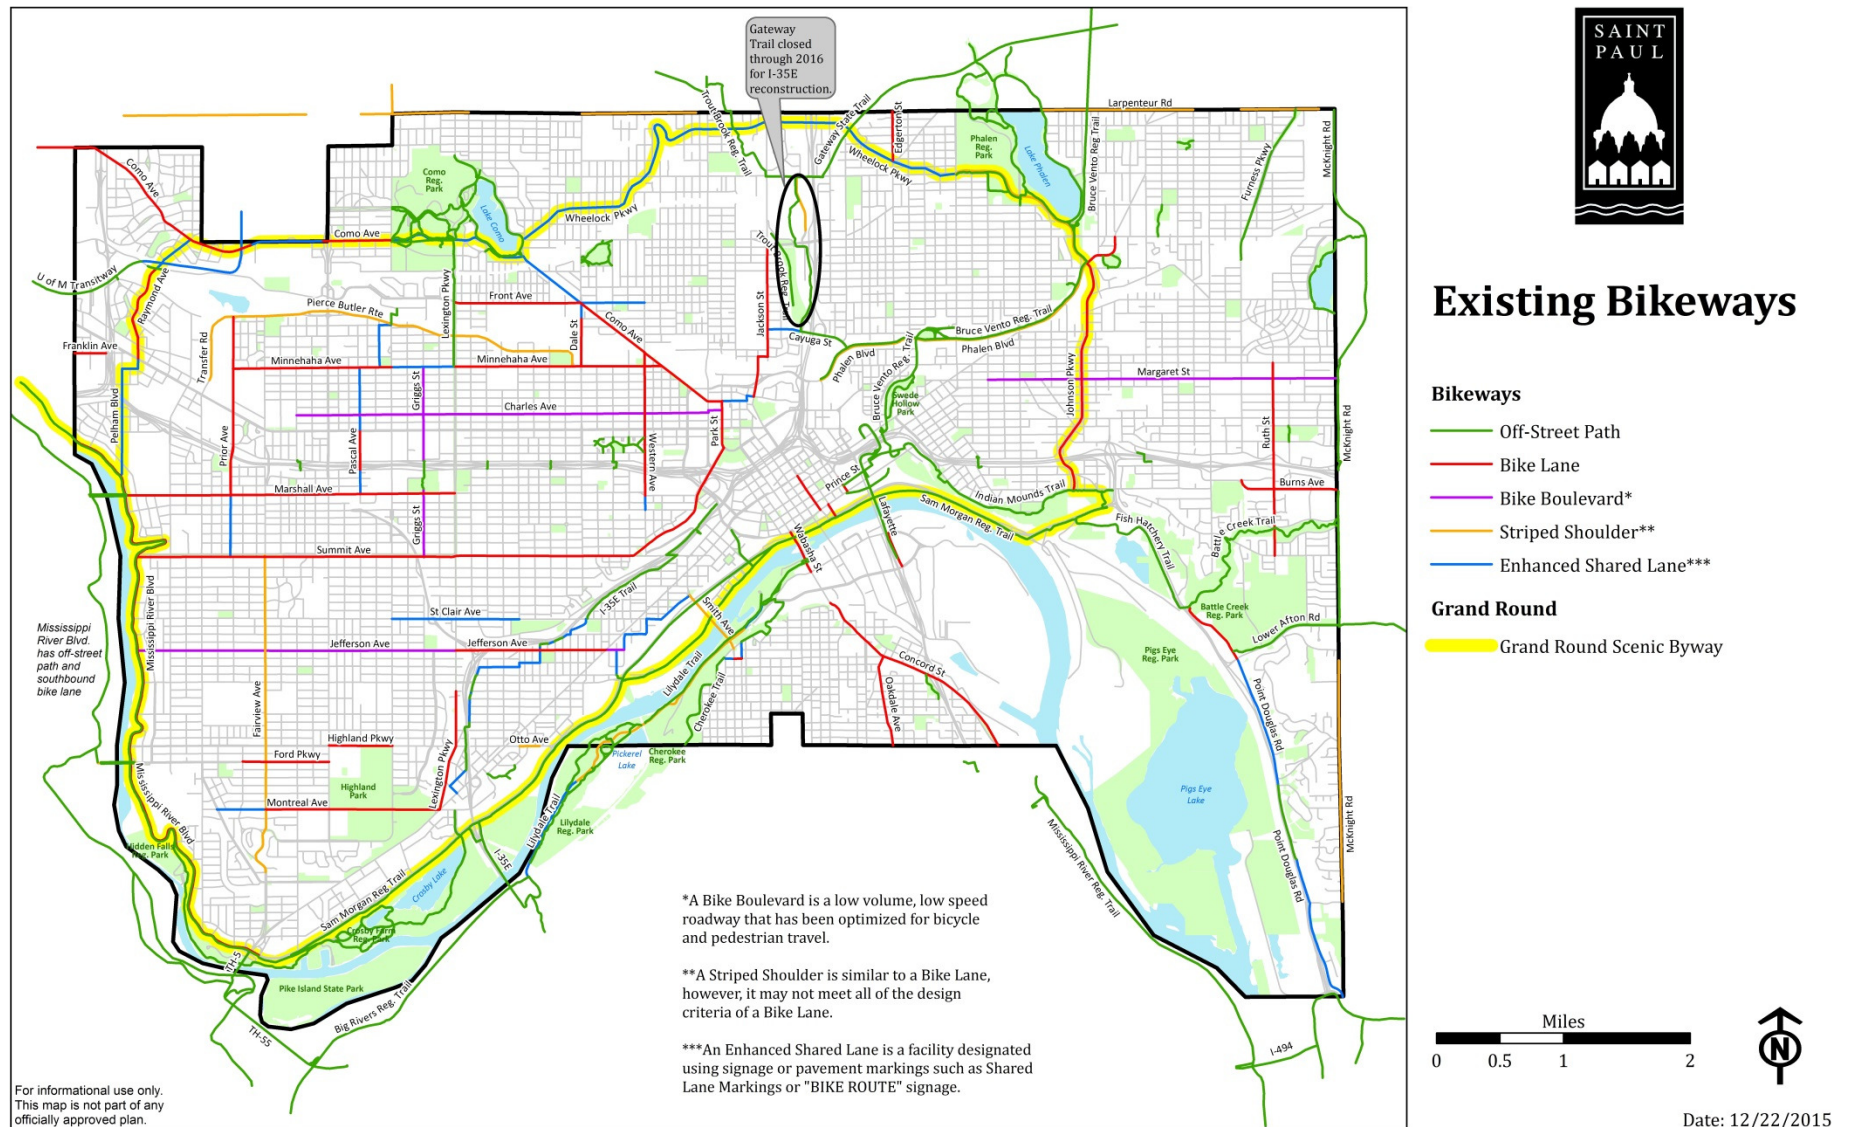 Gateway
Trail closed
through 2016
for I-35E
reconstruction.
SAINT
PAUL
Existing Bikeways
Bikeways
Off-Street Path
Bike Lane
Bike Boulevard*
Striped Shoulder**
Enhanced Shared Lane***
Grand Round
Grand Round Scenic Byway
Larpenteur Rd
Trout Brook Reg. Trail
Gateway State Trail
Edgerton St
Wheelock Pkwy
Phalen
Reg.
Park
Lake Phalen
Bruce Vento Reg. Trail
Furness Pkwy
McKnight Rd
Como Ave
Como
Reg.
Park
Lake Como
Wheelock Pkwy
Como Ave
U of M Transitway
Raymond Ave
Pierce Butler Rte
Lexington Pkwy
Front Ave
Dale St
Como Ave
Jackson St
Trout Brook Reg. Trail
Cayuga St
Phalen Blvd
Bruce Vento Reg. Trail
Bruce Vento Reg. Trail
Phalen Blvd
Franklin Ave
Transfer Rd
Minnehaha Ave
Minnehaha Ave
Johnson Pkwy
Margaret St
Swede
Hollow
Park
Pelham Blvd
Griggs St
Charles Ave
Park St
Prior Ave
Pascal Ave
Western Ave
Ruth St
McKnight Rd
Marshall Ave
Prince St
Indian Mounds Trail
Burns Ave
Griggs St
Lafayette
Sam Morgan Reg. Trail
Fish Hatchery Trail
Battle Creek Trail
Summit Ave
Wabasha St
Mississippi River Blvd
I-35E Trail
St Clair Ave
Smith Ave
Battle Creek
Reg. Park
Lower Afton Rd
Mississippi
River Blvd.
has off-street
path and
southbound
bike lane
Jefferson Ave
Jefferson Ave
Lilydale Trail
Cherokee Trail
Concord St
Oakdale Ave
Pigs Eye
Reg. Park
Fairview Ave
Point Douglas Rd
Highland Pkwy
Otto Ave
Ford Pkwy
Lexington Pkwy
Pickerel
Lake
Cherokee
Reg. Park
Mississippi River Blvd
Highland
Park
Montreal Ave
Pigs Eye
Lake
Lilydale Trail
Lilydale
Reg. Park
McKnight Rd
Hidden Falls
Reg. Park
I-35E
Mississippi River Reg. Trail
Point Douglas Rd
Crosby Lake
Sam Morgan Reg Trail
Crosby Farm
Reg. Park
TH-5
Pike Island State Park
Big Rivers Reg. Trail
TH-55
I-494
*A Bike Boulevard is a low volume, low speed
roadway that has been optimized for bicycle
and pedestrian travel.
**A Striped Shoulder is similar to a Bike Lane,
however, it may not meet all of the design
criteria of a Bike Lane.
***An Enhanced Shared Lane is a facility designated
using signage or pavement markings such as Shared
Lane Markings or "BIKE ROUTE" signage.
For informational use only.
This map is not part of any
officially approved plan.
Miles
0 0.5 1 2
N
Date: 12/22/2015